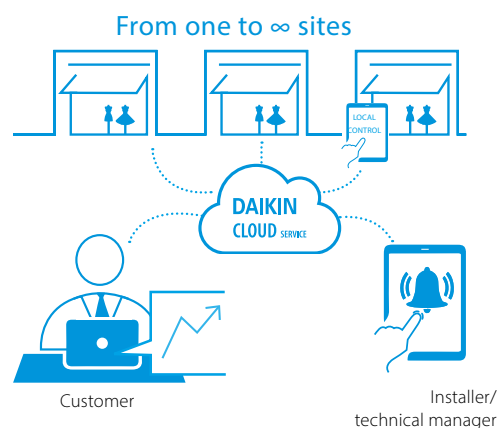 From one to ∞ sites
LOCAL
CONTROL
DAIKIN
CLOUD SERVICE
Customer
Installer/
technical manager